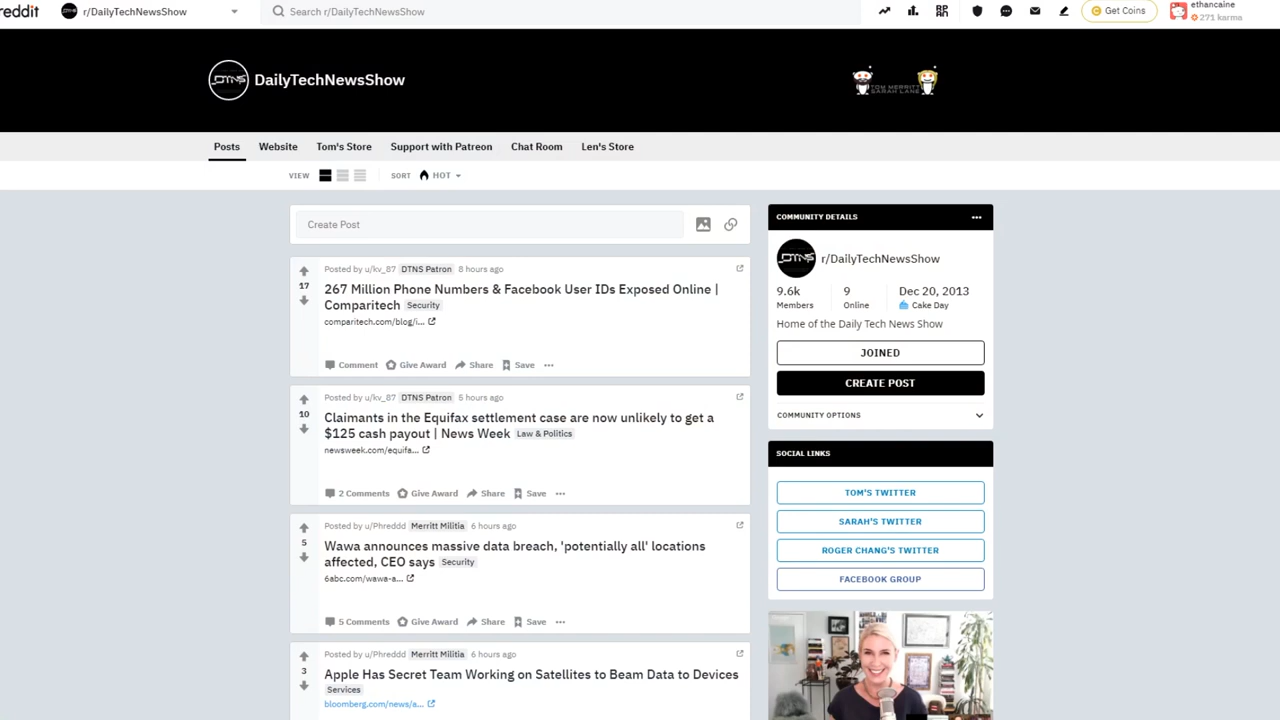 reddit
r/DailyTechNewsShow
Search r/DailyTechNewsShow
Get Coins
ethancaine
271 karma
DTNS
DailyTechNewsShow
TOM MERRITT
SARAH LANE
Posts
Website
Tom's Store
Support with Patreon
Chat Room
Len's Store
VIEW
SORT
HOT
Create Post
Posted by u/kv_87 DTNS Patron 8 hours ago
17
267 Million Phone Numbers & Facebook User IDs Exposed Online |
Comparitech Security
comparitech.com/blog/i...
Comment Give Award Share Save ...
Posted by u/kv_87 DTNS Patron 5 hours ago
10
Claimants in the Equifax settlement case are now unlikely to get a
$125 cash payout | News Week Law & Politics
newsweek.com/equifa...
2 Comments Give Award Share Save ...
Posted by u/Phreddd Merritt Militia 6 hours ago
5
Wawa announces massive data breach, 'potentially all' locations
affected, CEO says Security
6abc.com/wawa-a...
5 Comments Give Award Share Save ...
Posted by u/Phreddd Merritt Militia 6 hours ago
3
Apple Has Secret Team Working on Satellites to Beam Data to Devices
Services
bloomberg.com/news/a...
COMMUNITY DETAILS
DTNS
r/DailyTechNewsShow
9.6k
Members
9
Online
Dec 20, 2013
Cake Day
Home of the Daily Tech News Show
JOINED
CREATE POST
COMMUNITY OPTIONS
SOCIAL LINKS
TOM'S TWITTER
SARAH'S TWITTER
ROGER CHANG'S TWITTER
FACEBOOK GROUP